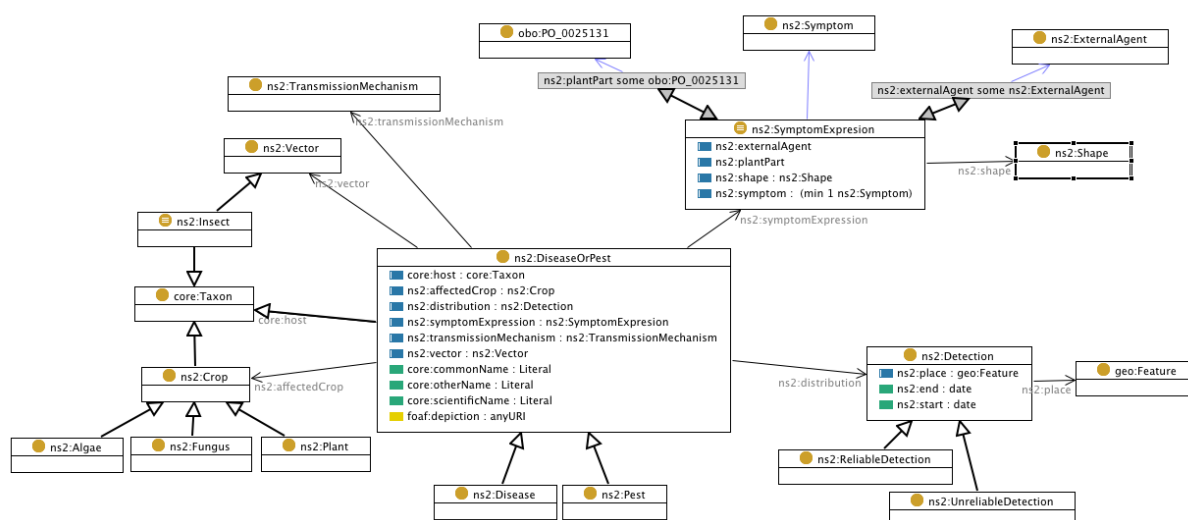 obo:PO_0025131
ns2:Symptom
ns2:ExternalAgent
ns2:TransmissionMechanism
ns2:plantPart some obo:PO_0025131
ns2:externalAgent some ns2:ExternalAgent
ns2:transmissionMechanism
ns2:SymptomExpresion
ns2:externalAgent
ns2:plantPart
ns2:shape : ns2:Shape
ns2:symptom : (min 1 ns2:Symptom)
ns2:Shape
ns2:shape
ns2:Vector
ns2:vector
ns2:Insect
ns2:symptomExpression
ns2:DiseaseOrPest
core:host : core:Taxon
ns2:affectedCrop : ns2:Crop
ns2:distribution : ns2:Detection
ns2:symptomExpression : ns2:SymptomExpresion
ns2:transmissionMechanism : ns2:TransmissionMechanism
ns2:vector : ns2:Vector
core:commonName : Literal
core:otherName : Literal
core:scientificName : Literal
foaf:depiction : anyURI
core:Taxon
core:host
ns2:Crop
ns2:affectedCrop
ns2:Algae
ns2:Fungus
ns2:Plant
ns2:distribution
ns2:Detection
ns2:place : geo:Feature
ns2:end : date
ns2:start : date
ns2:place
geo:Feature
ns2:ReliableDetection
ns2:UnreliableDetection
ns2:Disease
ns2:Pest